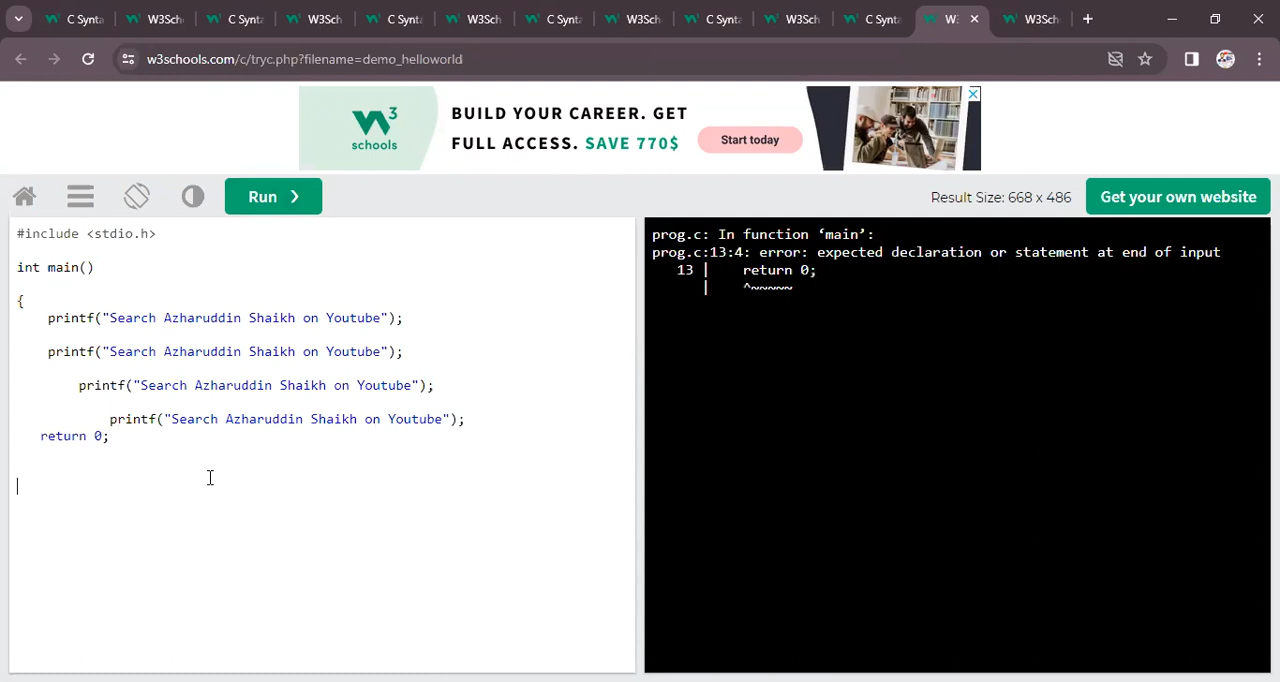 C Synta
W3Sch
C Synta
W3Sch
C Synta
W3Sch
C Synta
W3Sch
C Synta
W3Sch
C Synta
W3
W3Sch
w3schools.com/c/tryc.php?filename=demo_helloworld
W3 schools
BUILD YOUR CAREER. GET
FULL ACCESS. SAVE 770$
Start today
Run ❯
Result Size: 668 x 486
Get your own website
#include <stdio.h>
int main()
{
printf("Search Azharuddin Shaikh on Youtube");
printf("Search Azharuddin Shaikh on Youtube");
printf("Search Azharuddin Shaikh on Youtube");
printf("Search Azharuddin Shaikh on Youtube");
return 0;
prog.c: In function ‘main’:
prog.c:13:4: error: expected declaration or statement at end of input
13 |    return 0;
|    ^~~~~~